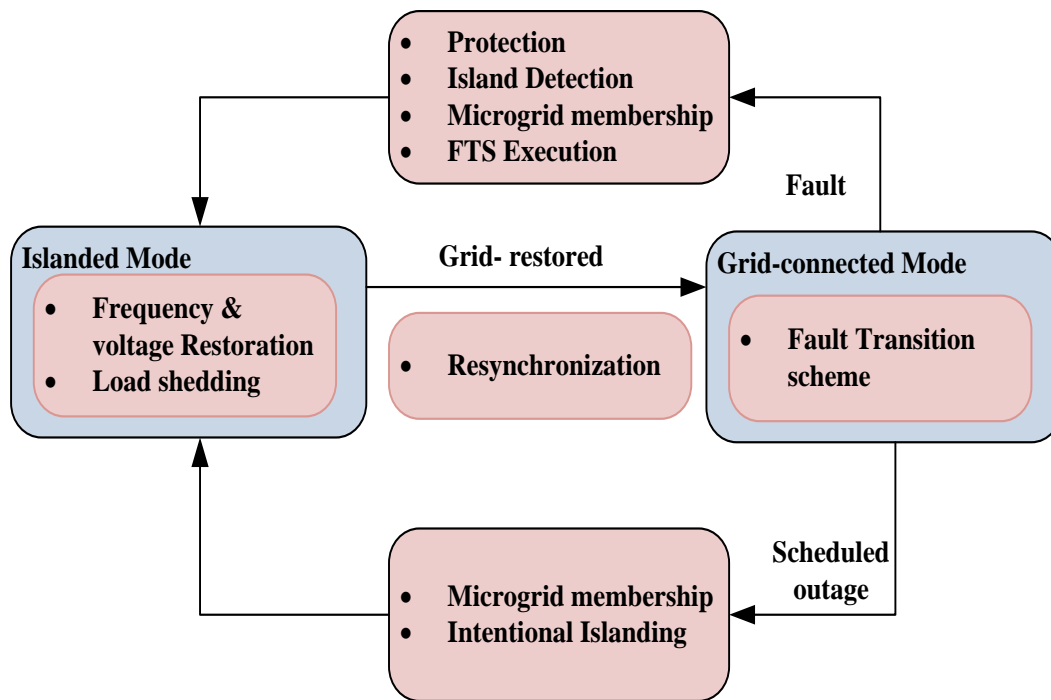 • Protection
• Island Detection
• Microgrid membership
• FTS Execution
Fault
Islanded Mode
• Frequency &
voltage Restoration
• Load shedding
Grid- restored
• Resynchronization
Grid-connected Mode
• Fault Transition
scheme
Scheduled
outage
• Microgrid membership
• Intentional Islanding